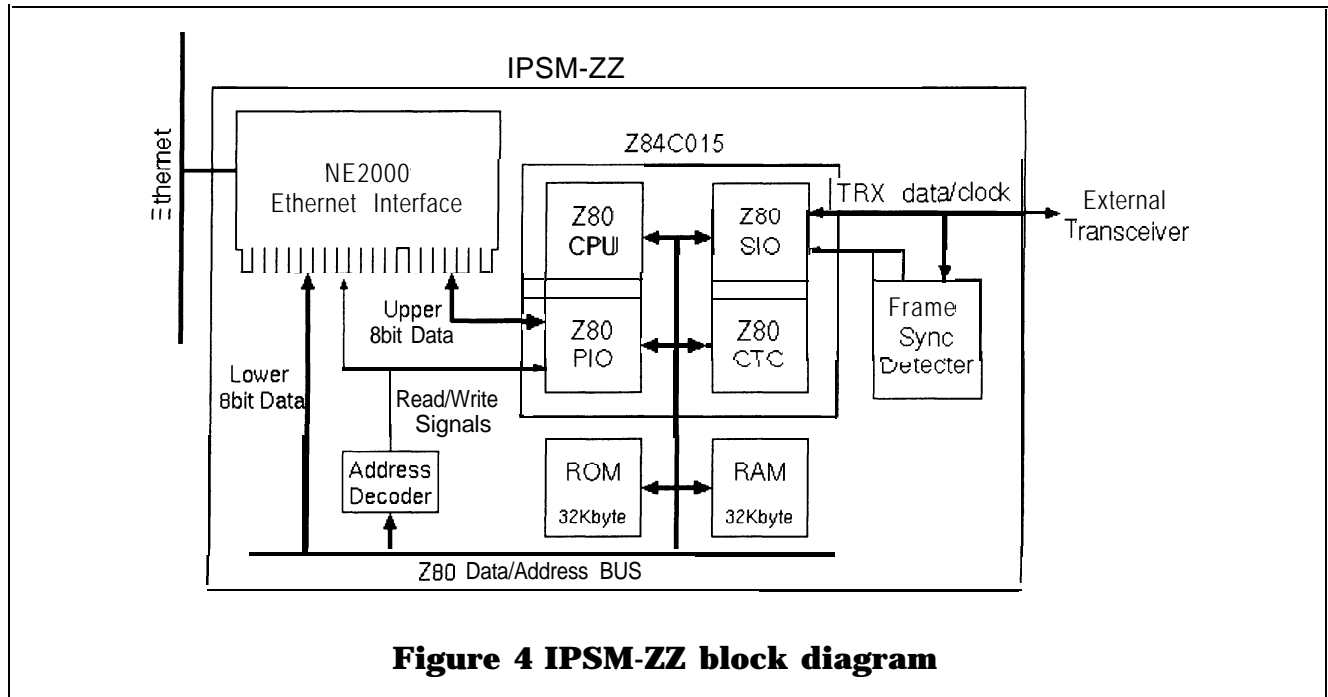 IPSM-ZZ
Ethernet
NE2000
Ethernet Interface
Z84C015
Z80
CPU
Z80
SIO
TRX data/clock
External
Transceiver
Upper
8bit Data
Z80
PIO
Z80
CTC
Frame
Sync
Detecter
Lower
8bit Data
Read/Write
Signals
Address
Decoder
ROM
32Kbyte
RAM
32Kbyte
Z80 Data/Address BUS
Figure 4 IPSM-ZZ block diagram